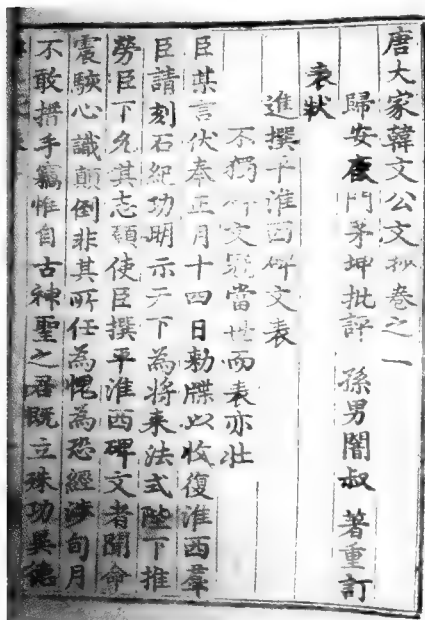 唐大家韓文公文抄卷之一
歸安鹿門茅坤批評 孫男闇叔著重訂
表狀
進撰平淮西碑文表
不獨碑文冠當世而表亦壯
臣某言伏奉正月十四日勅牒以收復淮西羣
臣請刻石紀功明示天下為將來法式陛下推
勞臣下允其志願使臣撰平淮西碑文者聞命
震駭心識顛倒非其所任為愧為恐經涉旬月
不敢措手竊惟自古神聖之君既立殊功異德